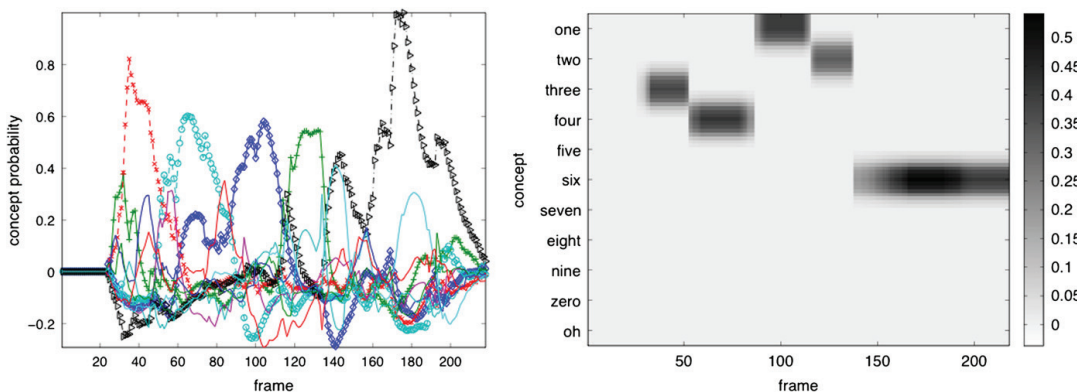 concept probability
0.8
0.6
0.4
0.2
0
−0.2
20 40 60 80 100 120 140 160 180 200
frame
concept
one
two
three
four
five
six
seven
eight
nine
zero
oh
50 100 150 200
frame
0.5
0.45
0.4
0.35
0.3
0.25
0.2
0.15
0.1
0.05
0